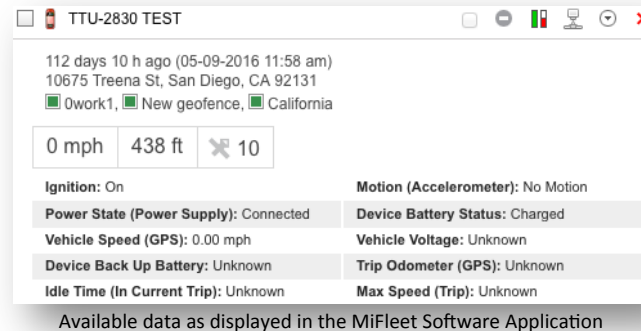 TTU-2830 TEST
112 days 10 h ago (05-09-2016 11:58 am)
10675 Treena St, San Diego, CA 92131
0work1, New geofence, California
0 mph 438 ft 10
Ignition: On Motion (Accelerometer): No Motion
Power State (Power Supply): Connected Device Battery Status: Charged
Vehicle Speed (GPS): 0.00 mph Vehicle Voltage: Unknown
Device Back Up Battery: Unknown Trip Odometer (GPS): Unknown
Idle Time (In Current Trip): Unknown Max Speed (Trip): Unknown
Available data as displayed in the MiFleet Software Application